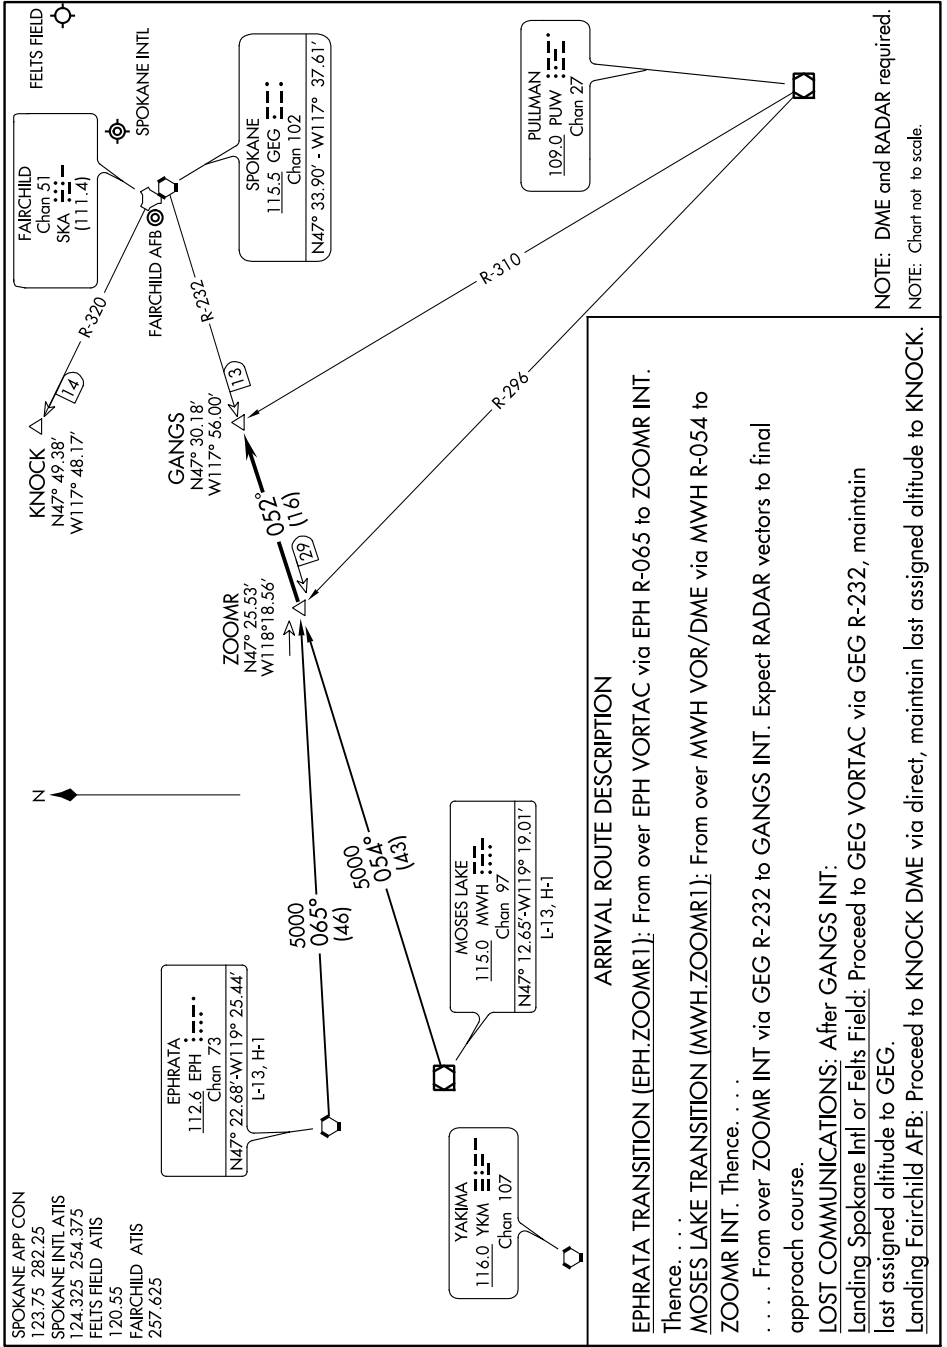 SPOKANE APP CON
123.75 282.25
SPOKANE INTL ATIS
124.325 254.375
FELTS FIELD ATIS
120.55
FAIRCHILD ATIS
257.625
EPHRATA
112.6 EPH
Chan 73
N47° 22.68′-W119° 25.44′
L-13, H-1
YAKIMA
116.0 YKM
Chan 107
MOSES LAKE
115.0 MWH
Chan 97
N47° 12.65′-W119° 19.01′
L-13, H-1
5000
065°
(46)
5000
054°
(43)
N
ZOOMR
N47° 25.53′
W118°18.56′
29
052°
(16)
GANGS
N47° 30.18′
W117° 56.00′
13
R-232
KNOCK
N47° 49.38′
W117° 48.17′
14
R-320
FAIRCHILD
Chan 51
SKA
(111.4)
FAIRCHILD AFB
FELTS FIELD
SPOKANE INTL
SPOKANE
115.5 GEG
Chan 102
N47° 33.90′ - W117° 37.61′
R-310
R-296
PULLMAN
109.0 PUW
Chan 27
NOTE: DME and RADAR required.
NOTE: Chart not to scale.
ARRIVAL ROUTE DESCRIPTION
EPHRATA TRANSITION (EPH.ZOOMR1): From over EPH VORTAC via EPH R-065 to ZOOMR INT.
Thence. . . .
MOSES LAKE TRANSITION (MWH.ZOOMR1): From over MWH VOR/DME via MWH R-054 to
ZOOMR INT. Thence. . . .
. . . . From over ZOOMR INT via GEG R-232 to GANGS INT. Expect RADAR vectors to final
approach course.
LOST COMMUNICATIONS: After GANGS INT:
Landing Spokane Intl or Felts Field: Proceed to GEG VORTAC via GEG R-232, maintain
last assigned altitude to GEG.
Landing Fairchild AFB: Proceed to KNOCK DME via direct, maintain last assigned altitude to KNOCK.